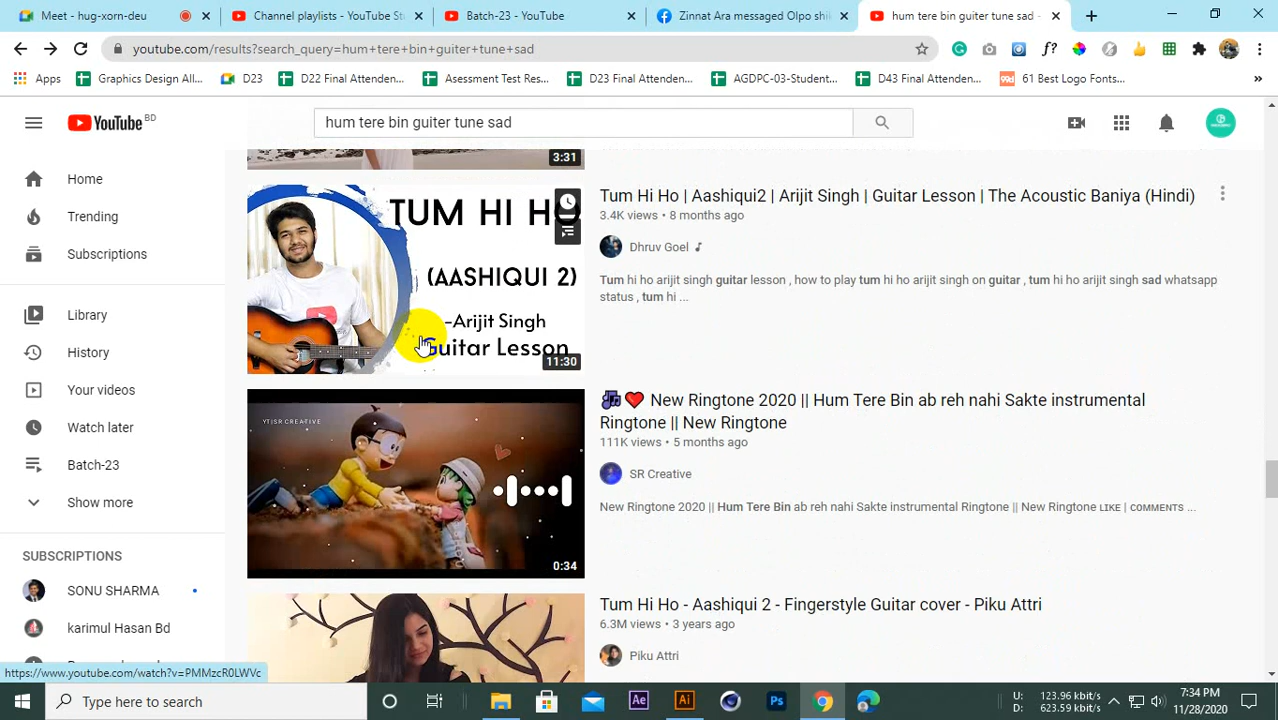 Meet - hug-xorn-deu
Channel playlists - YouTube St
Batch-23 - YouTube
Zinnat Ara messaged Olpo shi
hum tere bin guiter tune sad -
youtube.com/results?search_query=hum+tere+bin+guiter+tune+sad
Apps
Graphics Design All...
D23
D22 Final Attenden...
Asessment Test Res...
D23 Final Attenden...
AGDPC-03-Student...
D43 Final Attenden...
61 Best Logo Fonts...
YouTube BD
hum tere bin guiter tune sad
Home
Trending
Subscriptions
Library
History
Your videos
Watch later
Batch-23
Show more
SUBSCRIPTIONS
SONU SHARMA
karimul Hasan Bd
3:31
TUM HI HO
(AASHIQUI 2)
-Arijit Singh
Guitar Lesson
11:30
Tum Hi Ho | Aashiqui2 | Arijit Singh | Guitar Lesson | The Acoustic Baniya (Hindi)
3.4K views • 8 months ago
Dhruv Goel
Tum hi ho arijit singh guitar lesson , how to play tum hi ho arijit singh on guitar , tum hi ho arijit singh sad whatsapp
status , tum hi ...
YT|SR CREATIVE
0:34
New Ringtone 2020 || Hum Tere Bin ab reh nahi Sakte instrumental
Ringtone || New Ringtone
111K views • 5 months ago
SR Creative
New Ringtone 2020 || Hum Tere Bin ab reh nahi Sakte instrumental Ringtone || New Ringtone ʟɪᴋᴇ | ᴄᴏᴍᴍᴇɴᴛs ...
Tum Hi Ho - Aashiqui 2 - Fingerstyle Guitar cover - Piku Attri
6.3M views • 3 years ago
Piku Attri
https://www.youtube.com/watch?v=PMMzcR0LWVc
Type here to search
Ae
Ai
Ps
U: 123.96 kbit/s
D: 623.59 kbit/s
7:34 PM
11/28/2020